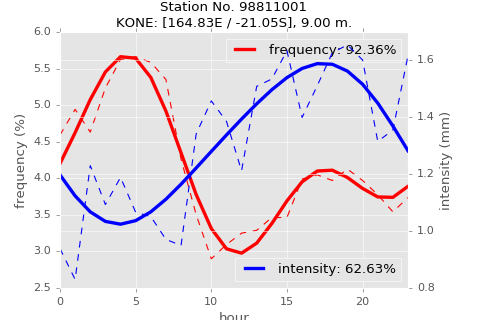 Station No. 98811001
KONE: [164.83E / -21.05S], 9.00 m.
frequency: 92.36%
intensity: 62.63%
frequency (%)
intensity (mm)
6.0
5.5
5.0
4.5
4.0
3.5
3.0
2.5
1.6
1.4
1.2
1.0
0.8
0 5 10 15 20
hour